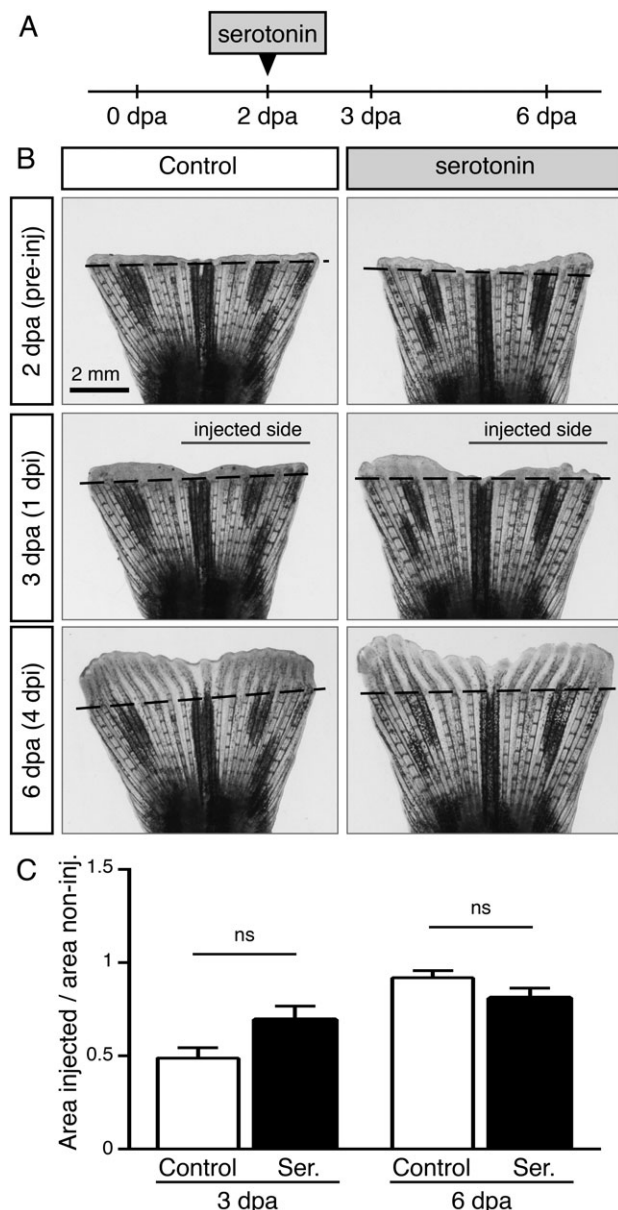 A
serotonin
0 dpa 2 dpa 3 dpa 6 dpa
B
Control serotonin
2 dpa (pre-inj)
2 mm
3 dpa (1 dpi)
injected side injected side
6 dpa (4 dpi)
C
Area injected / area non-inj.
1.5
1
0.5
0
ns ns
Control Ser. Control Ser.
3 dpa 6 dpa